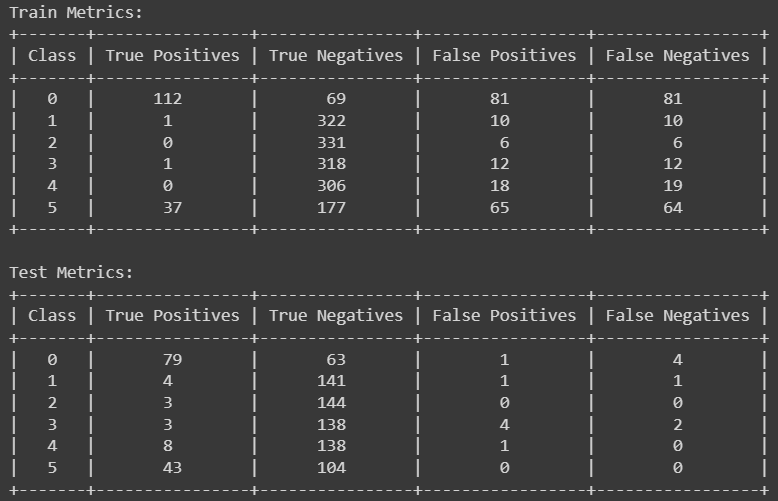 Train Metrics:
+-------+----------------+----------------+-----------------+-----------------+
| Class | True Positives | True Negatives | False Positives | False Negatives |
+-------+----------------+----------------+-----------------+-----------------+
| 0 | 112 | 69 | 81 | 81 |
| 1 | 1 | 322 | 10 | 10 |
| 2 | 0 | 331 | 6 | 6 |
| 3 | 1 | 318 | 12 | 12 |
| 4 | 0 | 306 | 18 | 19 |
| 5 | 37 | 177 | 65 | 64 |
+-------+----------------+----------------+-----------------+-----------------+
Test Metrics:
+-------+----------------+----------------+-----------------+-----------------+
| Class | True Positives | True Negatives | False Positives | False Negatives |
+-------+----------------+----------------+-----------------+-----------------+
| 0 | 79 | 63 | 1 | 4 |
| 1 | 4 | 141 | 1 | 1 |
| 2 | 3 | 144 | 0 | 0 |
| 3 | 3 | 138 | 4 | 2 |
| 4 | 8 | 138 | 1 | 0 |
| 5 | 43 | 104 | 0 | 0 |
+-------+----------------+----------------+-----------------+-----------------+